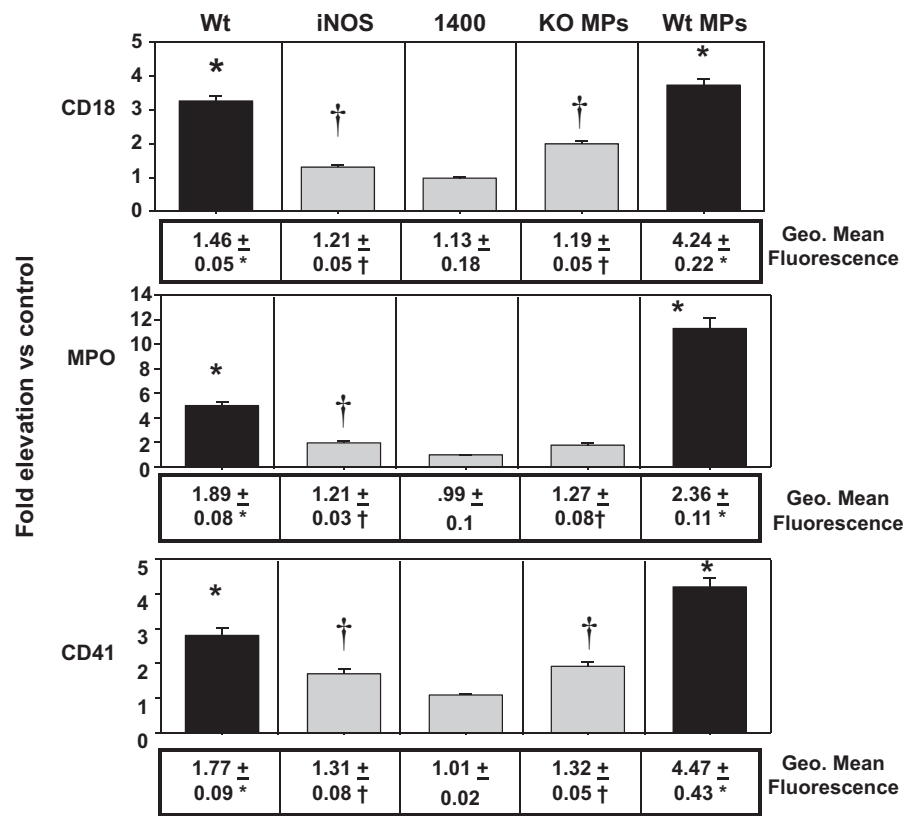 Wt iNOS 1400 KO MPs Wt MPs
Fold elevation vs control
CD18
5
4
3
2
1
0
* † † *
1.46 ± 1.21 ± 1.13 ± 1.19 ± 4.24 ±
0.05 * 0.05 † 0.18 0.05 † 0.22 *
Geo. Mean
Fluorescence
MPO
14
12
10
8
6
4
2
0
* † *
1.89 ± 1.21 ± .99 ± 1.27 ± 2.36 ±
0.08 * 0.03 † 0.1 0.08† 0.11 *
Geo. Mean
Fluorescence
CD41
5
4
3
2
1
0
* † † *
1.77 ± 1.31 ± 1.01 ± 1.32 ± 4.47 ±
0.09 * 0.08 † 0.02 0.05 † 0.43 *
Geo. Mean
Fluorescence